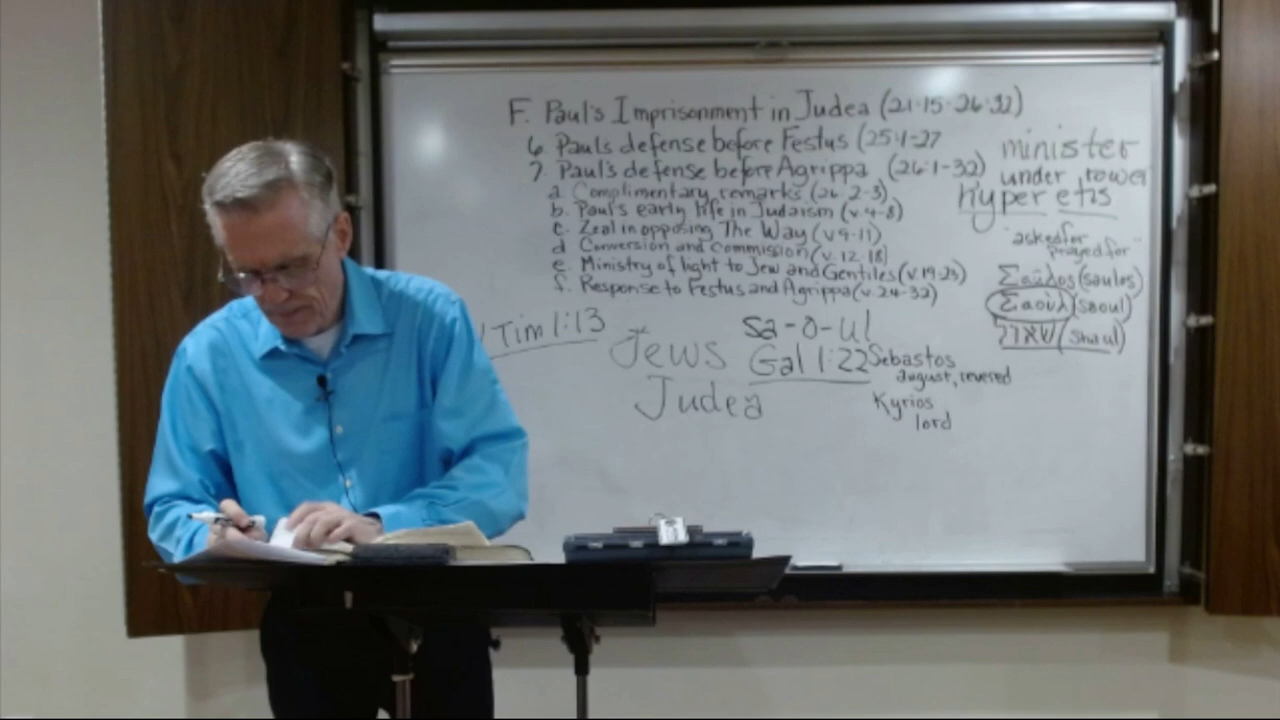 F. Paul's Imprisonment in Judea (21:15-26:32)
6. Pauls defense before Festus (25:1-27
7. Paul's defense before Agrippa (26:1-32)
a. Complimentary remarks (26:2-3)
b. Paul's early life in Judaism (v.4-8)
c. Zeal in opposing The Way (v 9-11)
d Conversion and Commission (v.12-18)
e Ministry of light to Jew and Gentiles (v.19-23)
f. Response to Festus and Agrippa (v.24-32)
minister
under rower
hyperetis
"asked for
prayed for"
Σαῦλος (saulos)
Σαούλ (saoul)
שאול (Shaul)
1 Tim 1:13
Jews
Judea
sa-o-ul
Gal 1:22
Sebastos
august, revered
Kyrios
lord